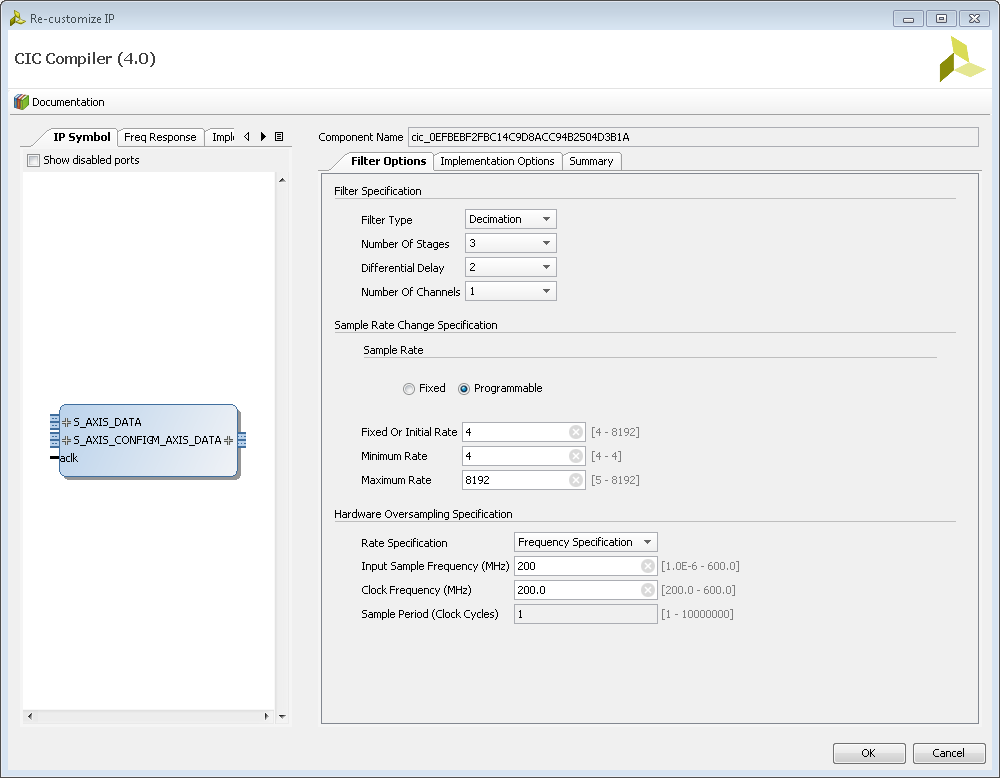 Re-customize IP
CIC Compiler (4.0)
Documentation
IP Symbol Freq Response Imple
Show disabled ports
S_AXIS_DATA
S_AXIS_CONFIGM_AXIS_DATA
aclk
Component Name cic_0EFBEBF2FBC14C9D8ACC94B2504D3B1A
Filter Options Implementation Options Summary
Filter Specification
Filter Type Decimation
Number Of Stages 3
Differential Delay 2
Number Of Channels 1
Sample Rate Change Specification
Sample Rate
Fixed Programmable
Fixed Or Initial Rate 4 [4 - 8192]
Minimum Rate 4 [4 - 4]
Maximum Rate 8192 [5 - 8192]
Hardware Oversampling Specification
Rate Specification Frequency Specification
Input Sample Frequency (MHz) 200 [1.0E-6 - 600.0]
Clock Frequency (MHz) 200.0 [200.0 - 600.0]
Sample Period (Clock Cycles) 1 [1 - 10000000]
OK Cancel